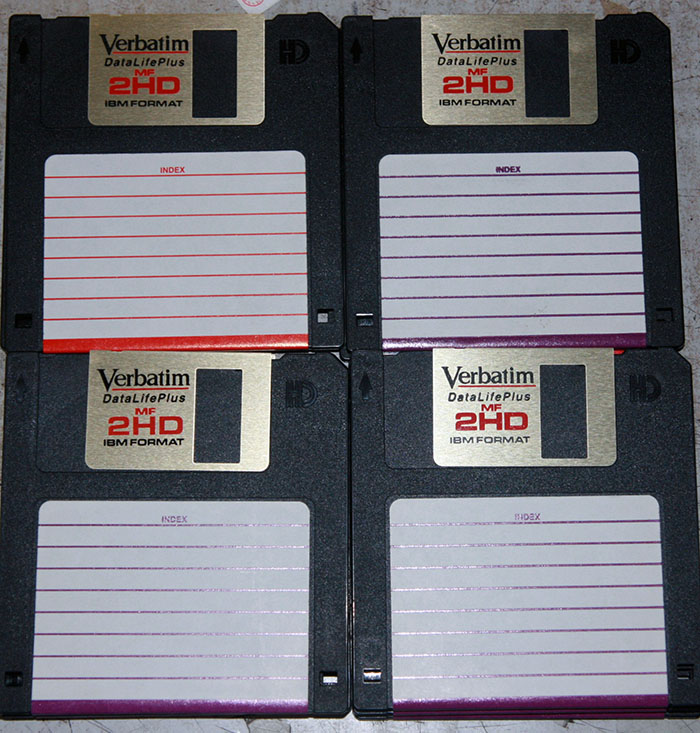 Verbatim
DataLifePlus
MF
2HD
IBM FORMAT
HD
INDEX
Verbatim
DataLifePlus
MF
2HD
IBM FORMAT
HD
INDEX
Verbatim
DataLifePlus
MF
2HD
IBM FORMAT
HD
INDEX
Verbatim
DataLifePlus
MF
2HD
IBM FORMAT
HD
INDEX